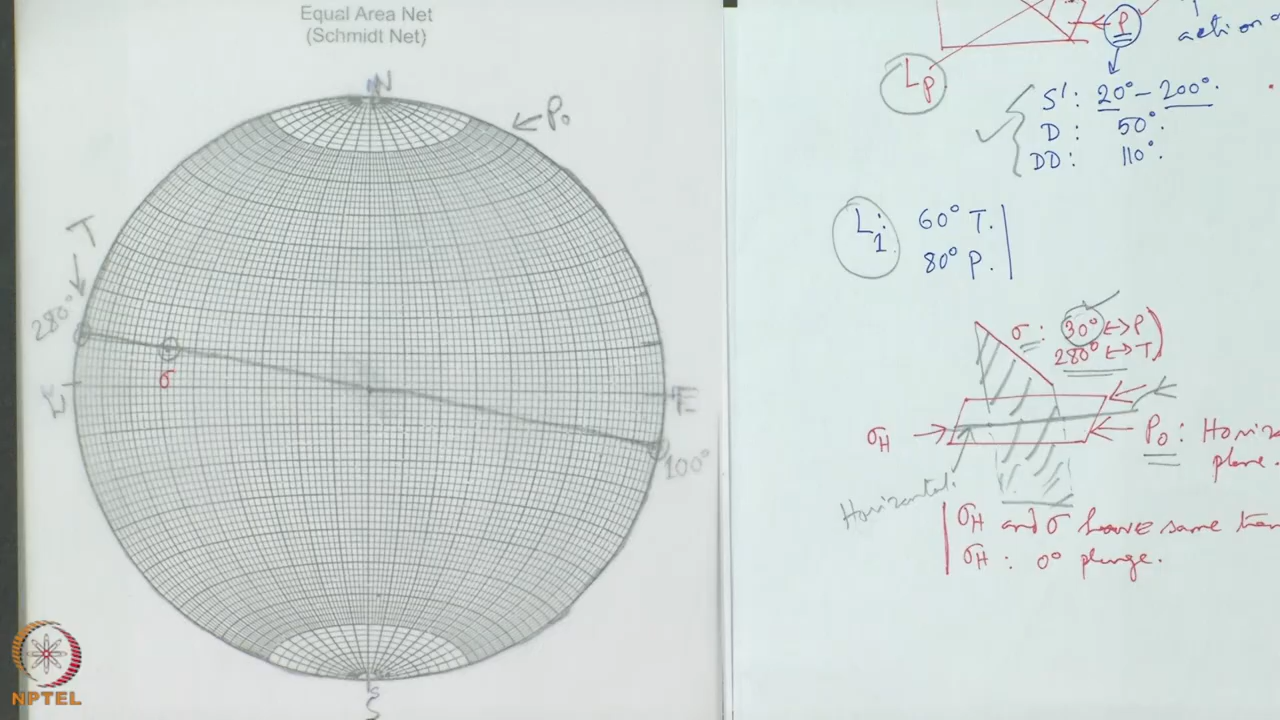 Equal Area Net
(Schmidt Net)
N
P₀
T
280°
σ
E
100°
S
NPTEL
P
action
Lp
S': 20° - 200°.
D : 50°.
DD : 110°.
L1: 60° T.
80° P.
σ : 30° ↔ P
280° ↔ T
σH
P₀ : Horiz
plane.
Horizontal.
σH and σ have same
σH : 0° plunge.